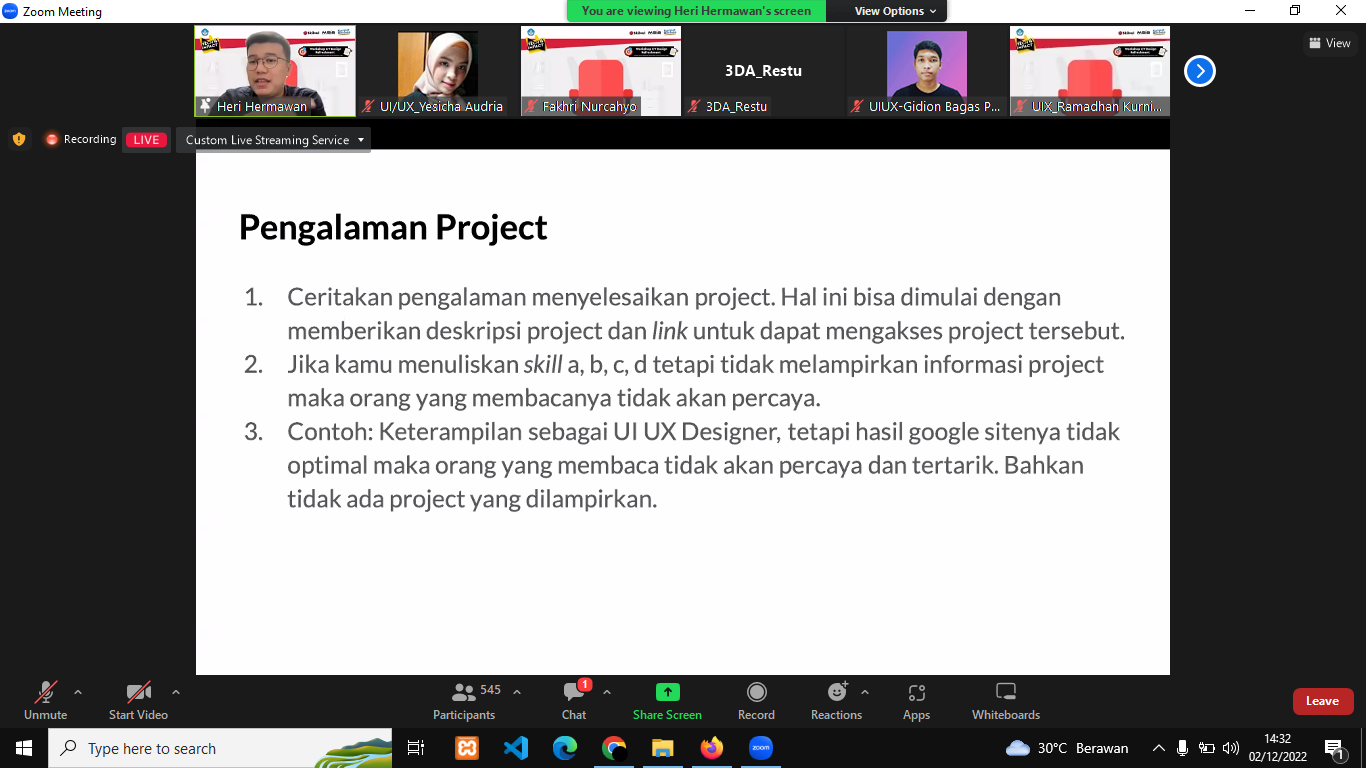 Zoom Meeting
You are viewing Heri Hermawan's screen
View Options
View
Heri Hermawan
UI/UX_Yesicha Audria
Fakhri Nurcahyo
3DA_Restu
3DA_Restu
UIUX-Gidion Bagas P...
UIX_Ramadhan Kurni...
Recording
LIVE
Custom Live Streaming Service
Pengalaman Project
1. Ceritakan pengalaman menyelesaikan project. Hal ini bisa dimulai dengan
memberikan deskripsi project dan link untuk dapat mengakses project tersebut.
2. Jika kamu menuliskan skill a, b, c, d tetapi tidak melampirkan informasi project
maka orang yang membacanya tidak akan percaya.
3. Contoh: Keterampilan sebagai UI UX Designer, tetapi hasil google sitenya tidak
optimal maka orang yang membaca tidak akan percaya dan tertarik. Bahkan
tidak ada project yang dilampirkan.
Unmute
Start Video
545
Participants
1
Chat
Share Screen
Record
Reactions
Apps
Whiteboards
Leave
Type here to search
zoom
30°C Berawan
14:32
02/12/2022
1